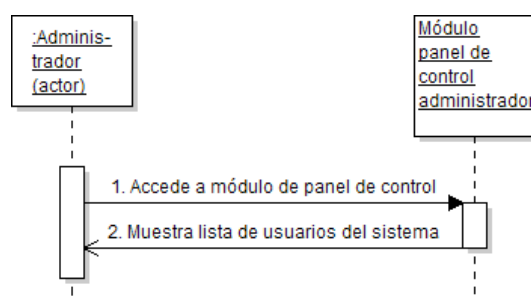 :Adminis-
trador
(actor)
Módulo
panel de
control
administrador
1. Accede a módulo de panel de control
2. Muestra lista de usuarios del sistema